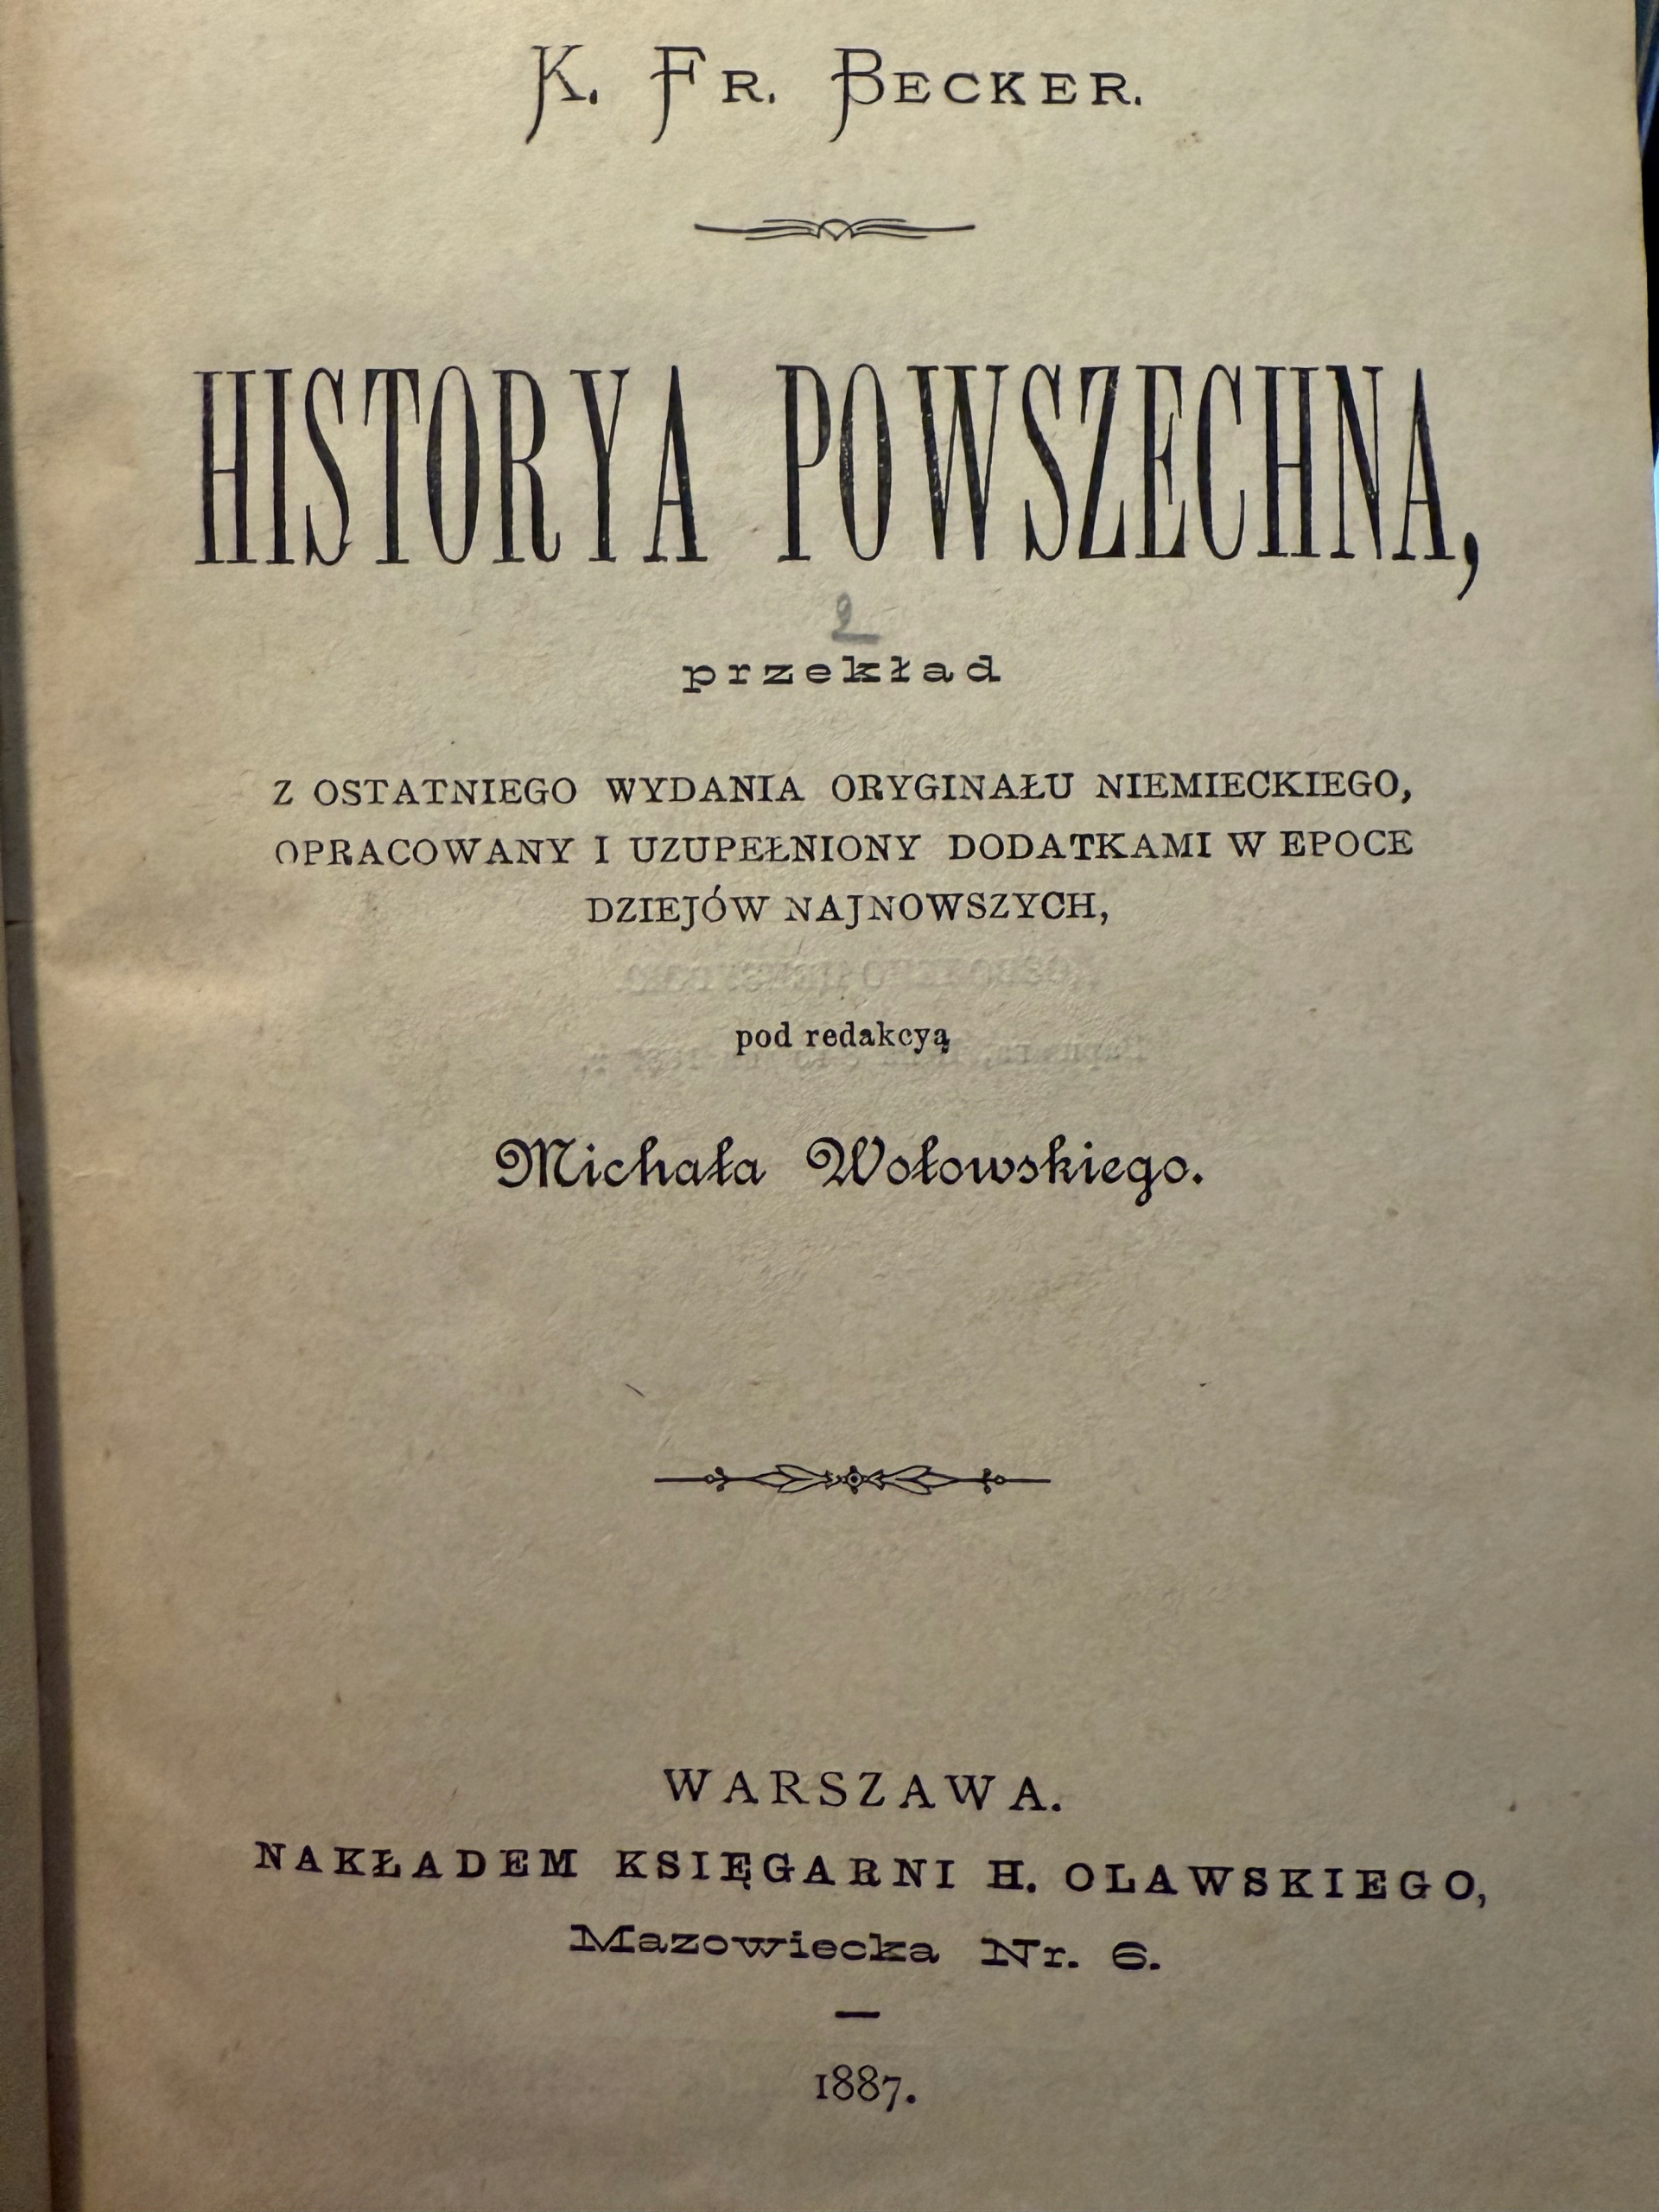 K. FR. BECKER.
HISTORYA POWSZECHNA,
2
przekład
Z OSTATNIEGO WYDANIA ORYGINAŁU NIEMIECKIEGO,
OPRACOWANY I UZUPEŁNIONY DODATKAMI W EPOCE
DZIEJÓW NAJNOWSZYCH,
pod redakcyą
Michała Wołowskiego.
WARSZAWA.
NAKŁADEM KSIĘGARNI H. OLAWSKIEGO,
Mazowiecka Nr. 6.
1887.